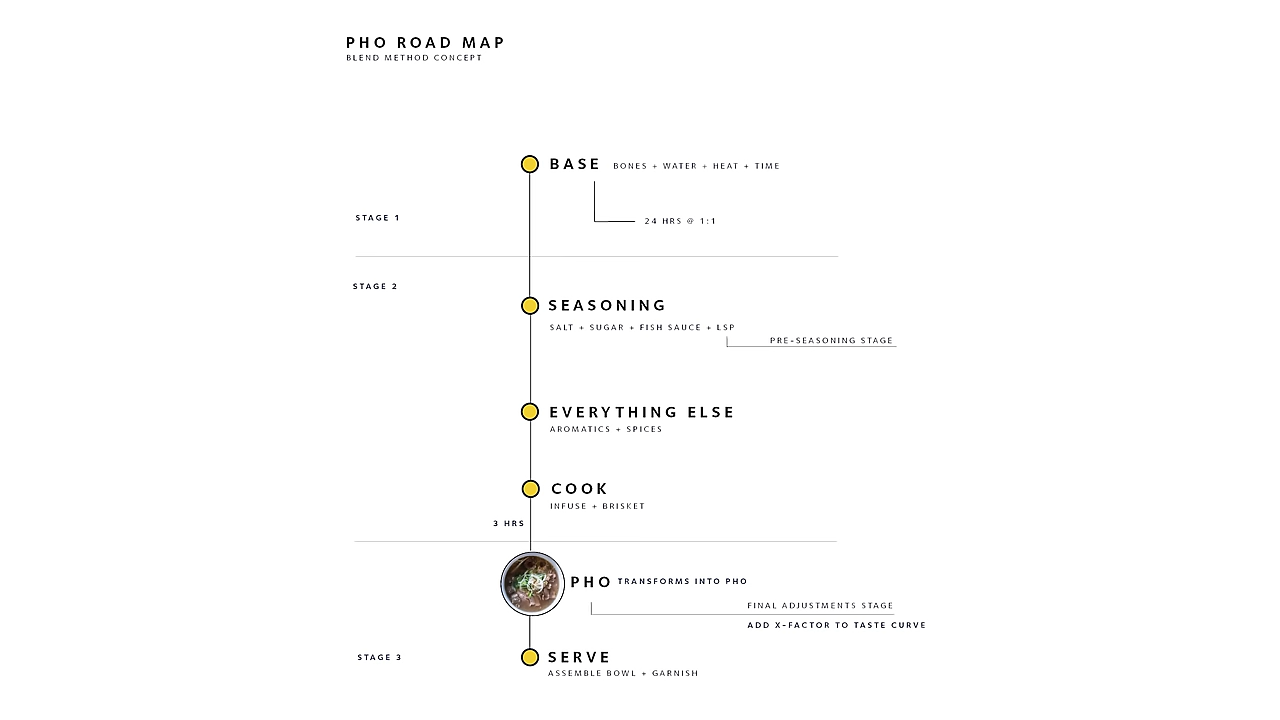 PHO ROAD MAP
BLEND METHOD CONCEPT
BASE BONES + WATER + HEAT + TIME
STAGE 1
24 HRS @ 1:1
STAGE 2
SEASONING
SALT + SUGAR + FISH SAUCE + LSP
PRE-SEASONING STAGE
EVERYTHING ELSE
AROMATICS + SPICES
COOK
INFUSE + BRISKET
3 HRS
PHO TRANSFORMS INTO PHO
FINAL ADJUSTMENTS STAGE
ADD X-FACTOR TO TASTE CURVE
STAGE 3
SERVE
ASSEMBLE BOWL + GARNISH